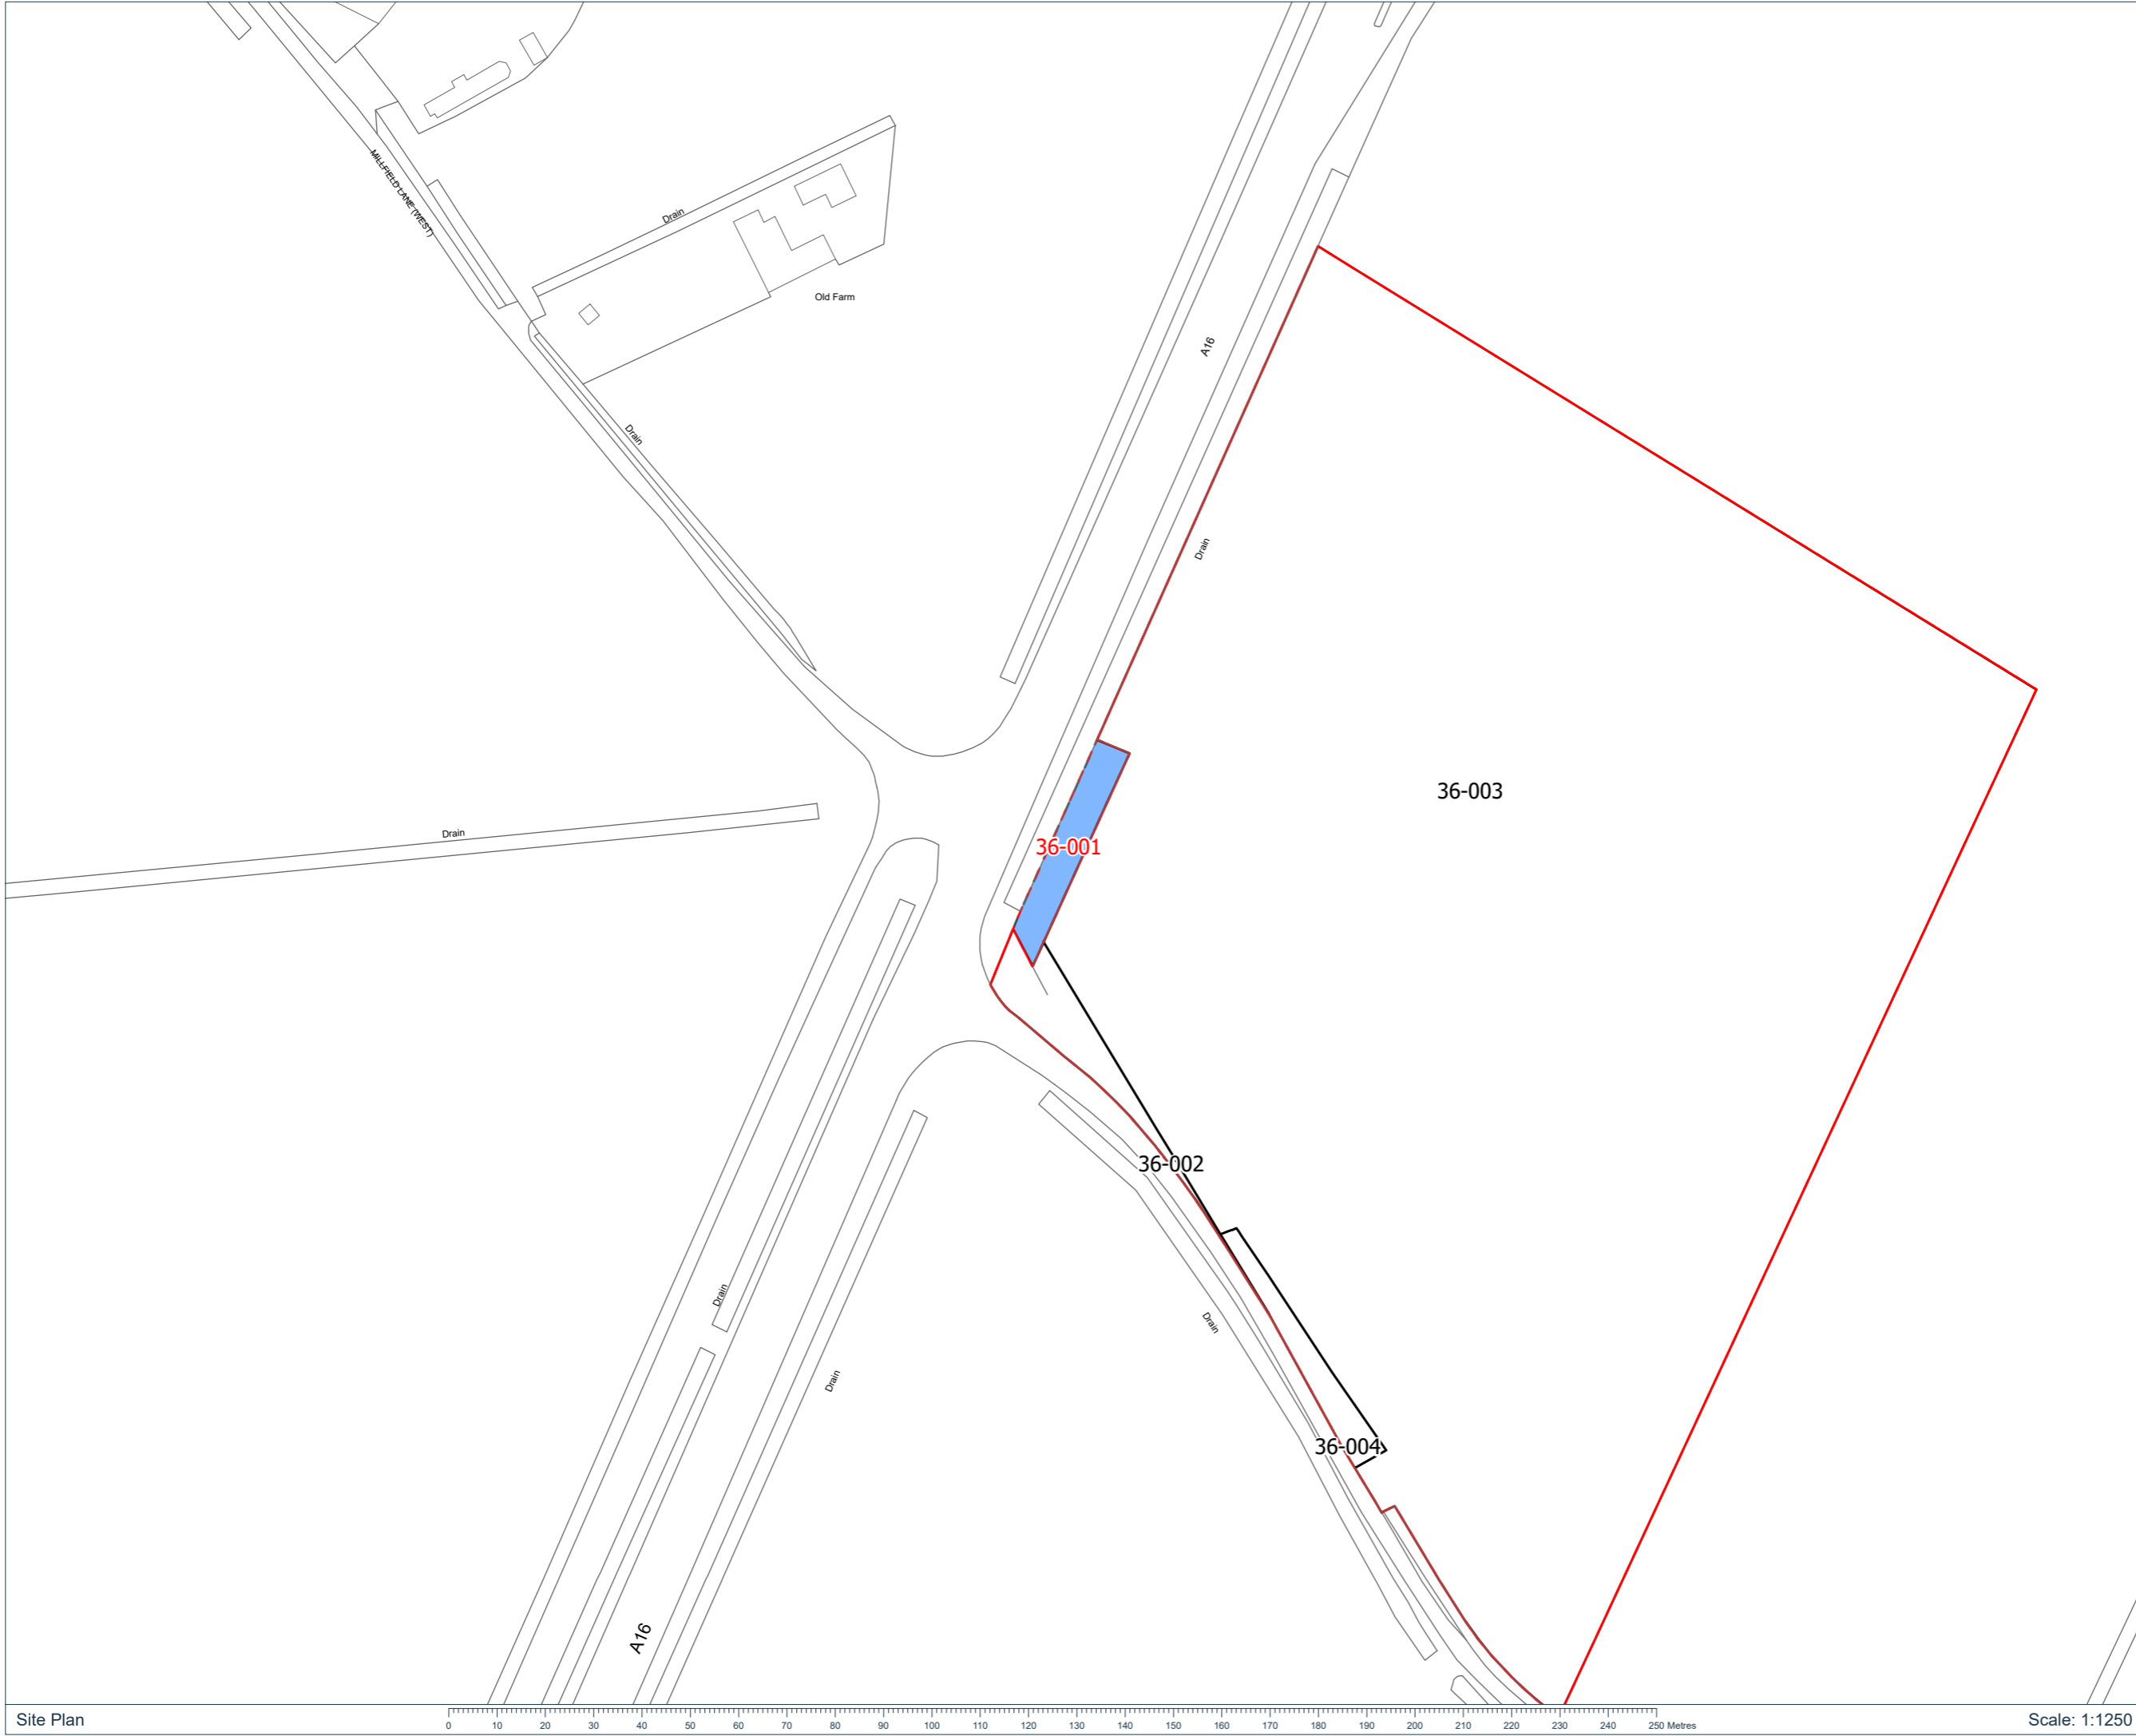 MILLFIELD LANE (WEST)
Drain
Old Farm
A16
Drain
Drain
36-003
Drain
36-001
36-002
Drain
Drain
Drain
36-004
A16
Site Plan
0 10 20 30 40 50 60 70 80 90 100 110 120 130 140 150 160 170 180 190 200 210 220 230 240 250 Metres
Scale: 1:1250